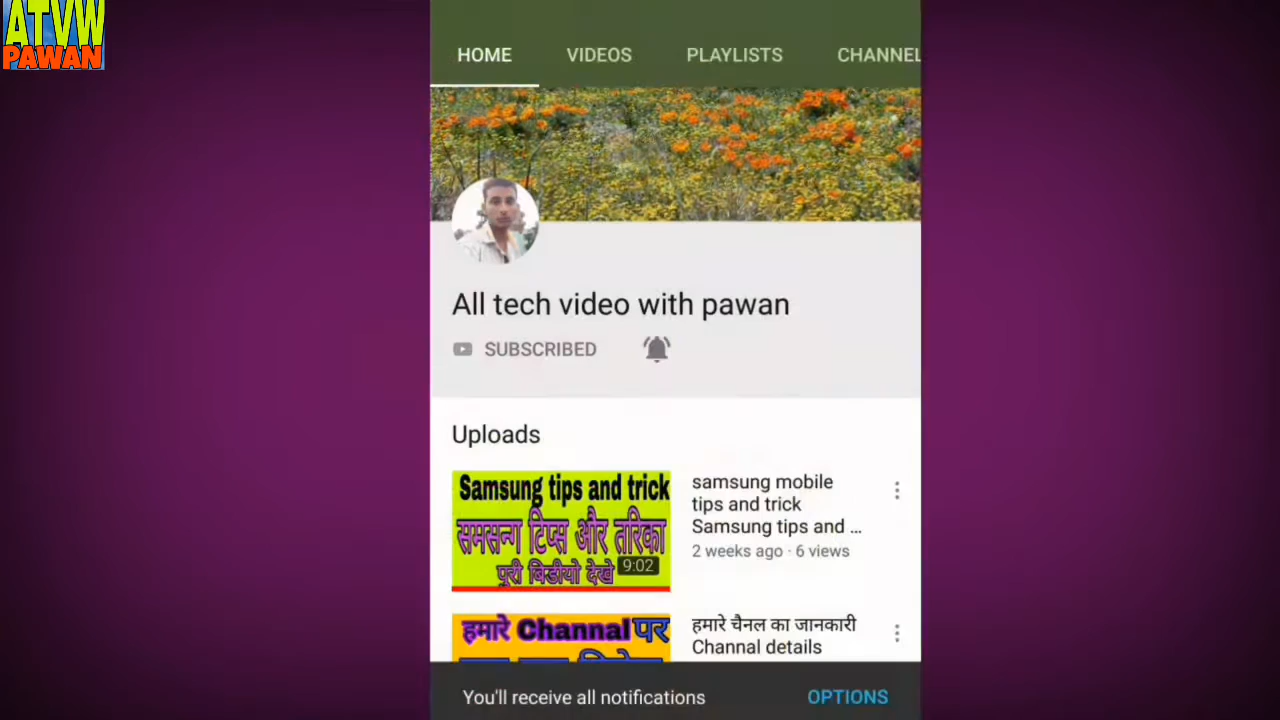 ATVW
PAWAN
HOME VIDEOS PLAYLISTS CHANNEL
All tech video with pawan
SUBSCRIBED
Uploads
Samsung tips and trick
समसन्ग टिप्स और तरिका
पुरी बिडीयो देखे
9:02
samsung mobile
tips and trick
Samsung tips and ...
2 weeks ago · 6 views
हमारे Channal पर
हमारे चैनल का जानकारी
Channal details
You'll receive all notifications OPTIONS